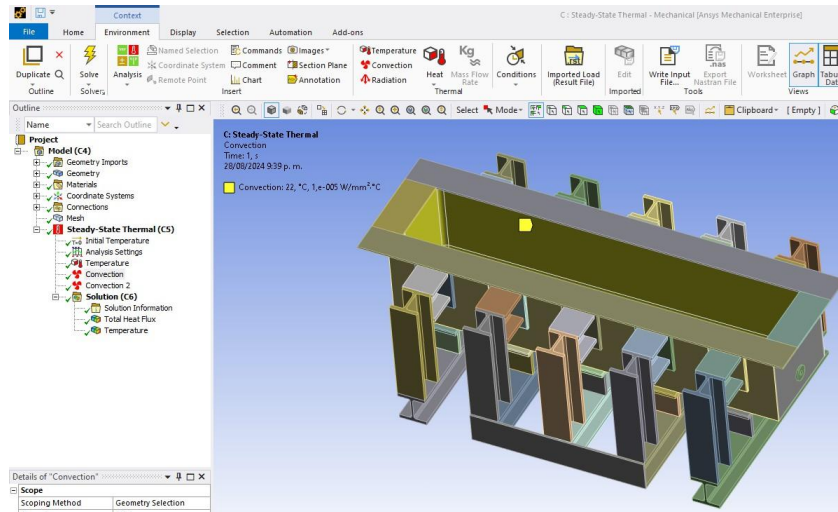 Context
C : Steady-State Thermal - Mechanical [Ansys Mechanical Enterprise]
File Home Environment Display Selection Automation Add-ons
Duplicate
Outline
Solve
Solvers
Analysis
Named Selection Commands Images
Coordinate System Comment Section Plane
Remote Point Chart Annotation
Insert
Temperature
Convection
Radiation
Heat
Mass Flow Rate
Thermal
Conditions
Imported Load (Result File)
Edit
Imported
Write Input File...
.nas
Export Nastran File
Tools
Worksheet
Graph
Views
Outline
Name Search Outline
Select Mode Clipboard [ Empty ]
Project
Model (C4)
Geometry Imports
Geometry
Materials
Coordinate Systems
Connections
Mesh
Steady-State Thermal (C5)
Initial Temperature
Analysis Settings
Temperature
Convection
Convection 2
Solution (C6)
Solution Information
Total Heat Flux
Temperature
C: Steady-State Thermal
Convection
Time: 1, s
28/08/2024 9:39 p. m.
Convection: 22, °C, 1,e-005 W/mm²·°C
Details of "Convection"
Scope
Scoping Method Geometry Selection